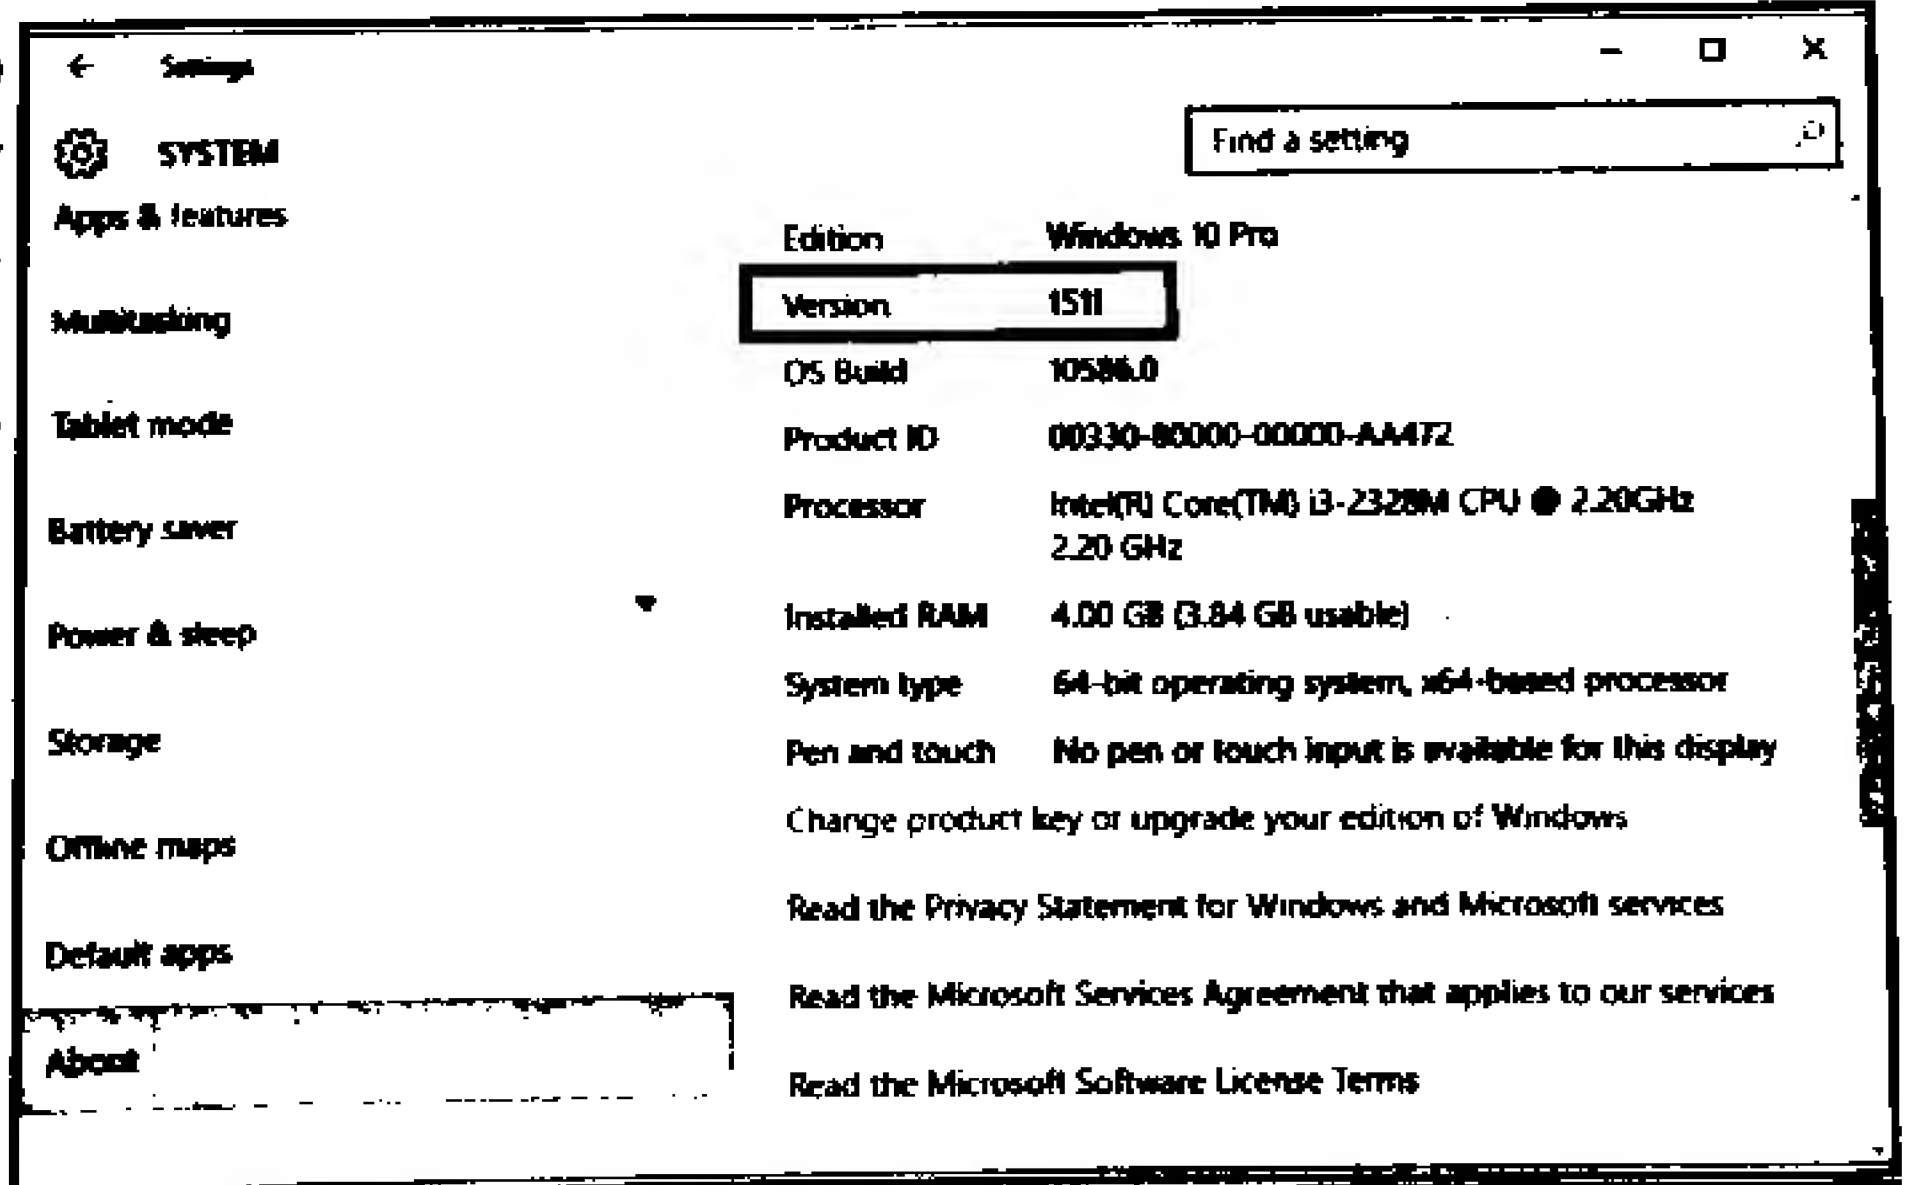 Settings
SYSTEM
Find a setting
Apps & features
Multitasking
Tablet mode
Battery saver
Power & sleep
Storage
Offline maps
Default apps
About
Edition Windows 10 Pro
Version 1511
OS Build 10586.0
Product ID 00330-80000-00000-AA472
Processor Intel(R) Core(TM) i3-2328M CPU @ 2.20GHz
2.20 GHz
Installed RAM 4.00 GB (3.84 GB usable)
System type 64-bit operating system, x64-based processor
Pen and touch No pen or touch input is available for this display
Change product key or upgrade your edition of Windows
Read the Privacy Statement for Windows and Microsoft services
Read the Microsoft Services Agreement that applies to our services
Read the Microsoft Software License Terms